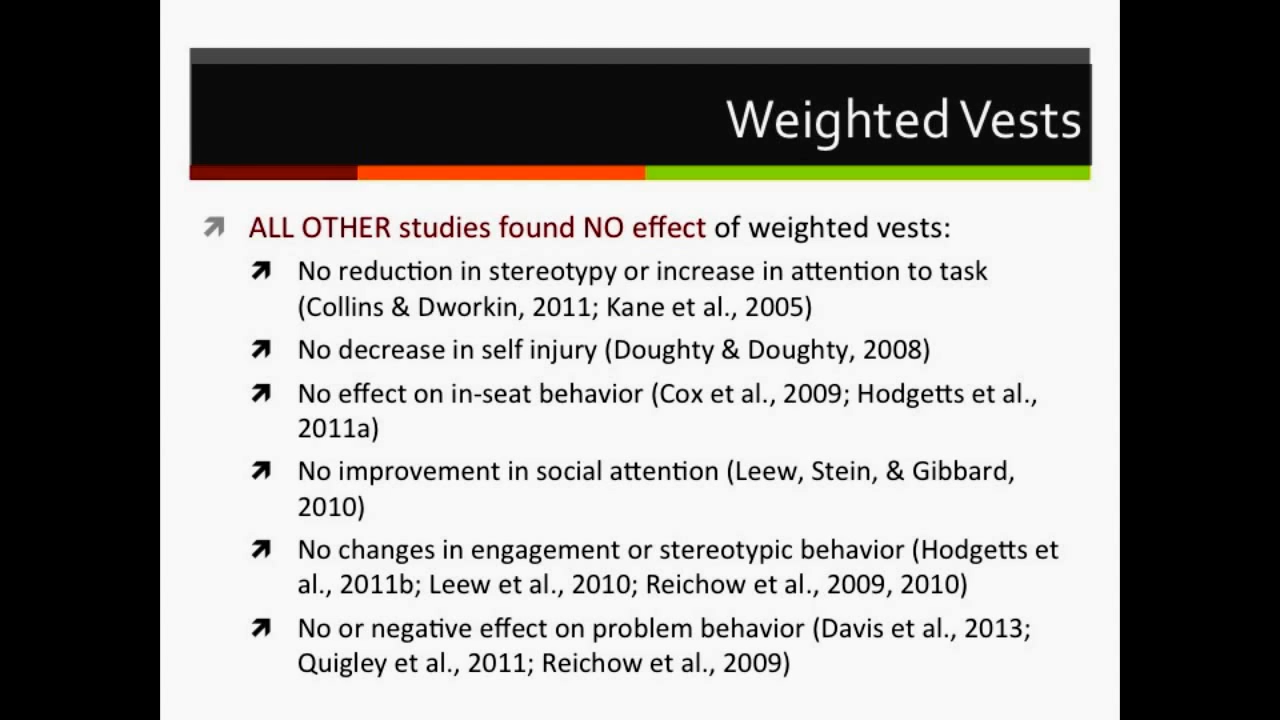 Weighted Vests
ALL OTHER studies found NO effect of weighted vests:
No reduction in stereotypy or increase in attention to task
(Collins & Dworkin, 2011; Kane et al., 2005)
No decrease in self injury (Doughty & Doughty, 2008)
No effect on in-seat behavior (Cox et al., 2009; Hodgetts et al.,
2011a)
No improvement in social attention (Leew, Stein, & Gibbard,
2010)
No changes in engagement or stereotypic behavior (Hodgetts et
al., 2011b; Leew et al., 2010; Reichow et al., 2009, 2010)
No or negative effect on problem behavior (Davis et al., 2013;
Quigley et al., 2011; Reichow et al., 2009)